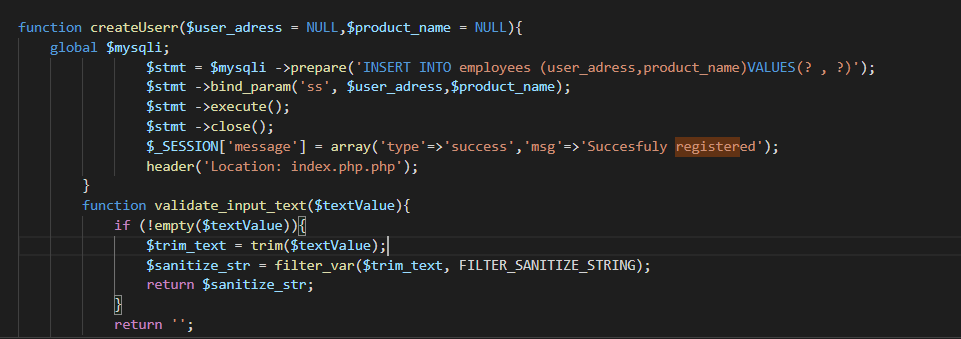 function createUserr($user_adress = NULL,$product_name = NULL){
global $mysqli;
$stmt = $mysqli ->prepare('INSERT INTO employees (user_adress,product_name)VALUES(? , ?)');
$stmt ->bind_param('ss', $user_adress,$product_name);
$stmt ->execute();
$stmt ->close();
$_SESSION['message'] = array('type'=>'success','msg'=>'Succesfuly registered');
header('Location: index.php.php');
}
function validate_input_text($textValue){
if (!empty($textValue)){
$trim_text = trim($textValue);
$sanitize_str = filter_var($trim_text, FILTER_SANITIZE_STRING);
return $sanitize_str;
}
return '';